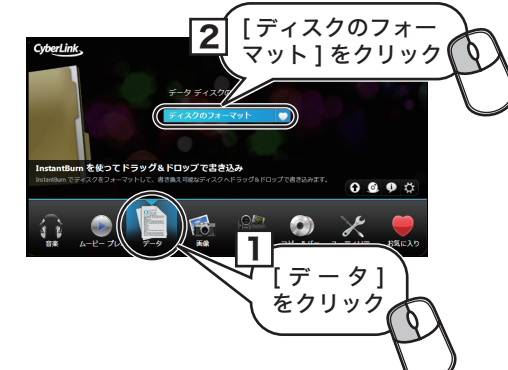 2
[ ディスクのフォー
マット ] をクリック
CyberLink
データ ディスクの
ディスクのフォーマット
InstantBurn を使ってドラッグ&ドロップで書き込み
InstantBurn でディスクをフォーマットして、書き換え可能なディスクへドラッグ&ドロップで書き込みます。
音楽
ムービー プレ
データ
画像
お気に入り
1
[ デ ー タ ]
をクリック